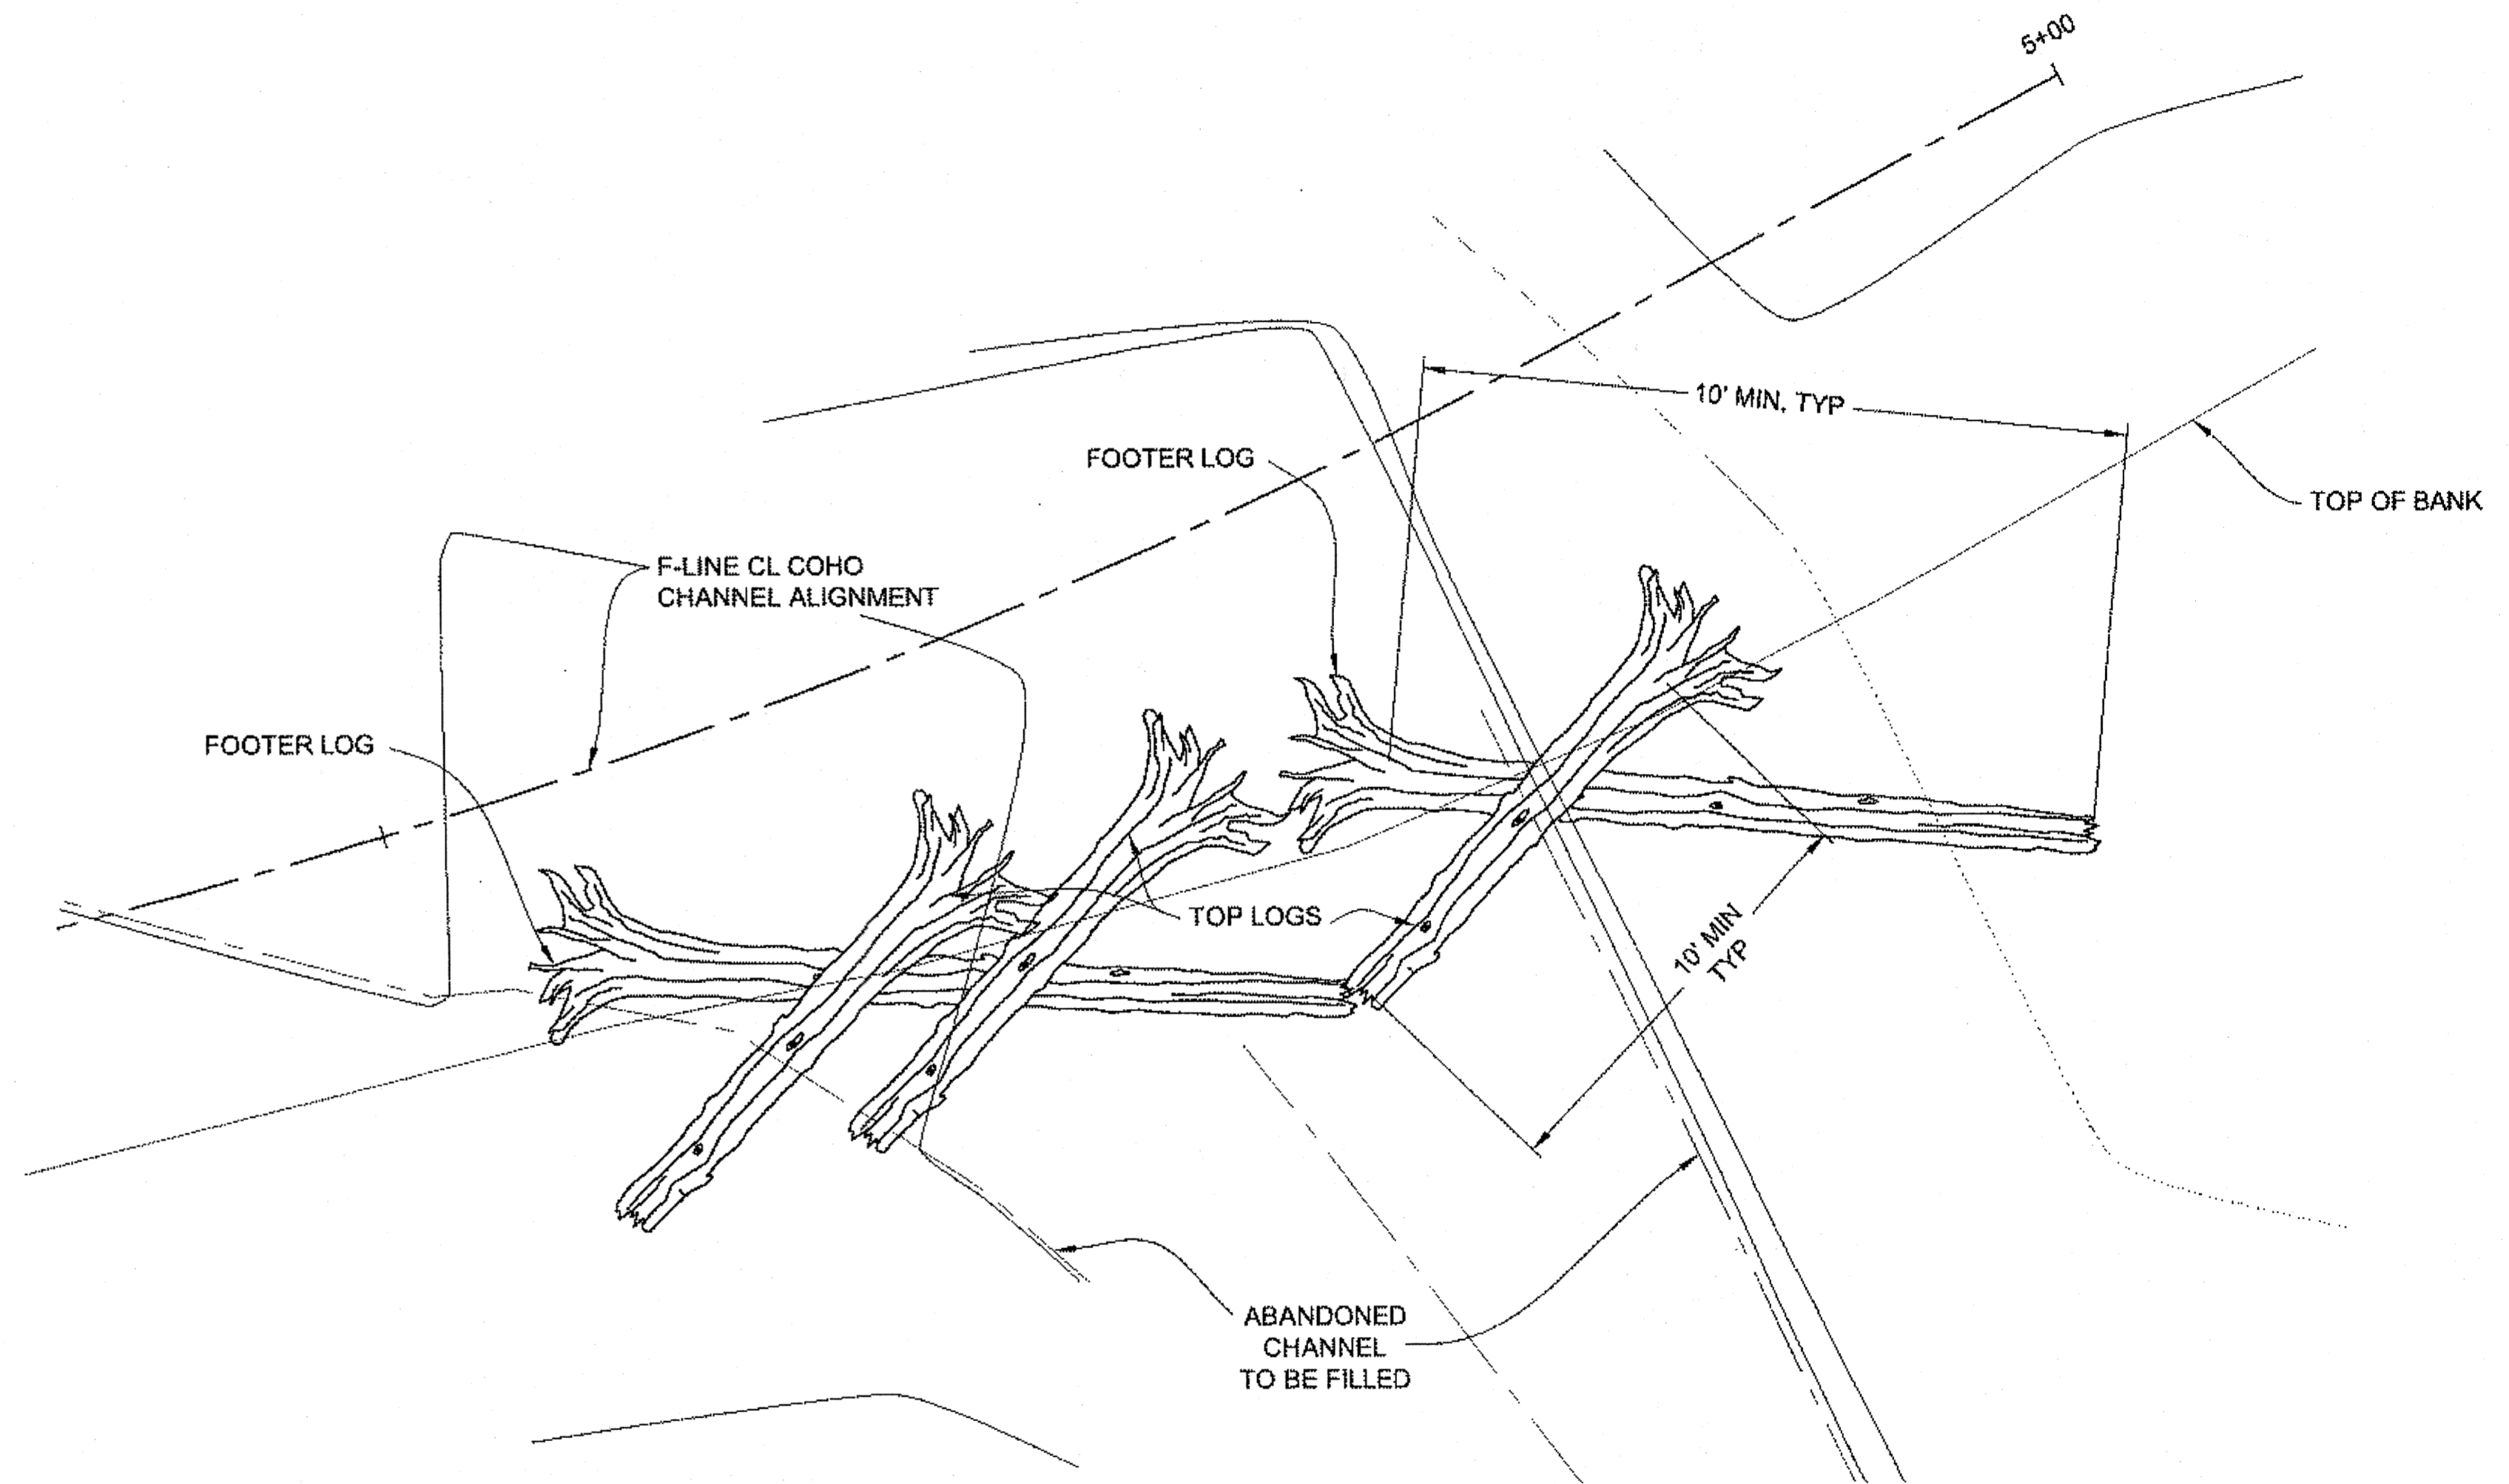 5+00
10' MIN. TYP
FOOTER LOG
TOP OF BANK
F-LINE CL COHO
CHANNEL ALIGNMENT
FOOTER LOG
TOP LOGS
10' MIN
TYP
ABANDONED
CHANNEL
TO BE FILLED